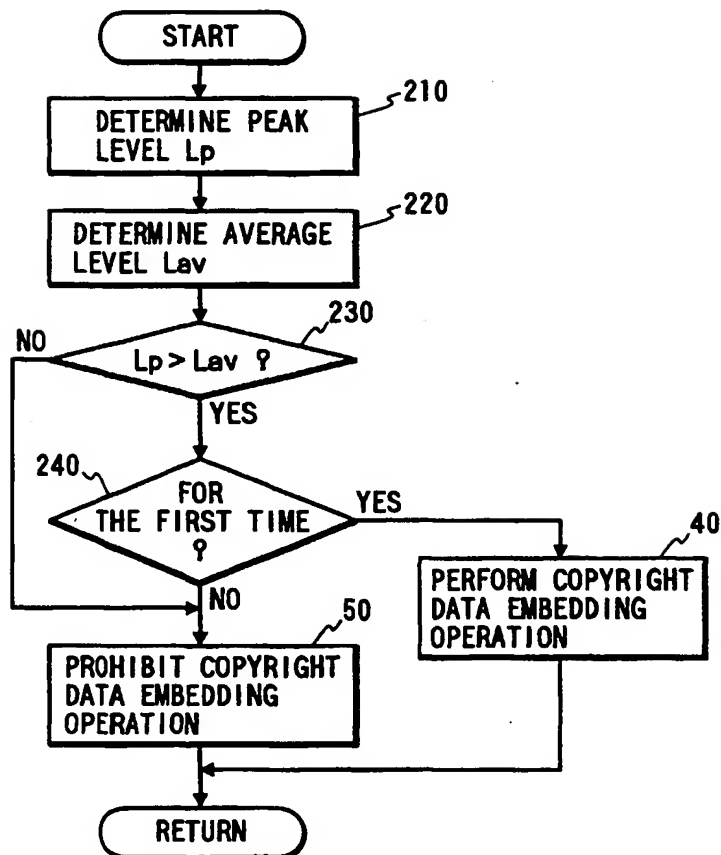 START
210
DETERMINE PEAK
LEVEL Lp
220
DETERMINE AVERAGE
LEVEL Lav
230
NO
Lp > Lav ?
YES
240
FOR
THE FIRST TIME
?
YES
NO
40
PERFORM COPYRIGHT
DATA EMBEDDING
OPERATION
50
PROHIBIT COPYRIGHT
DATA EMBEDDING
OPERATION
RETURN